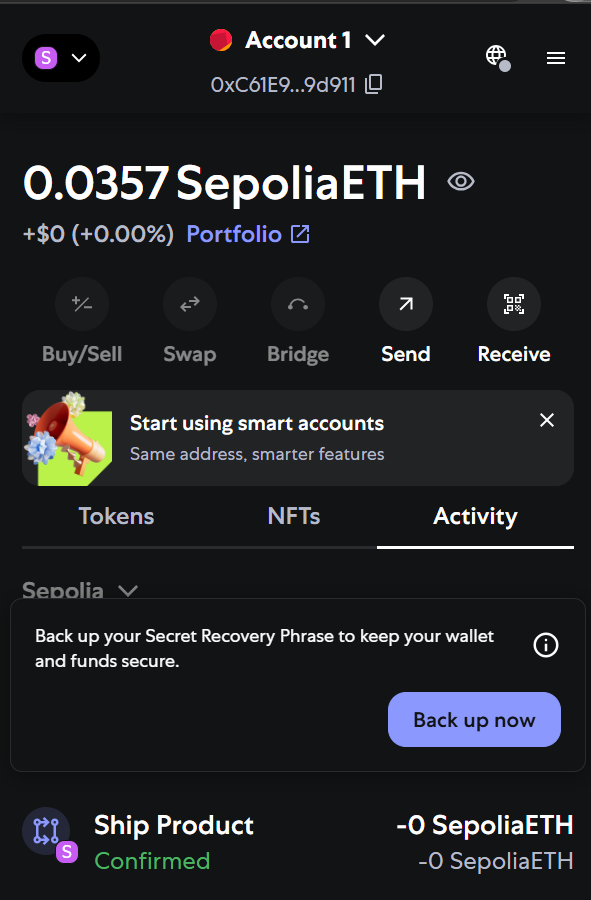 S
Account 1
0xC61E9...9d911
0.0357 SepoliaETH
+$0 (+0.00%) Portfolio
Buy/Sell Swap Bridge Send Receive
Start using smart accounts
Same address, smarter features
Tokens NFTs Activity
Sepolia
Back up your Secret Recovery Phrase to keep your wallet
and funds secure.
Back up now
Ship Product -0 SepoliaETH
S
Confirmed -0 SepoliaETH